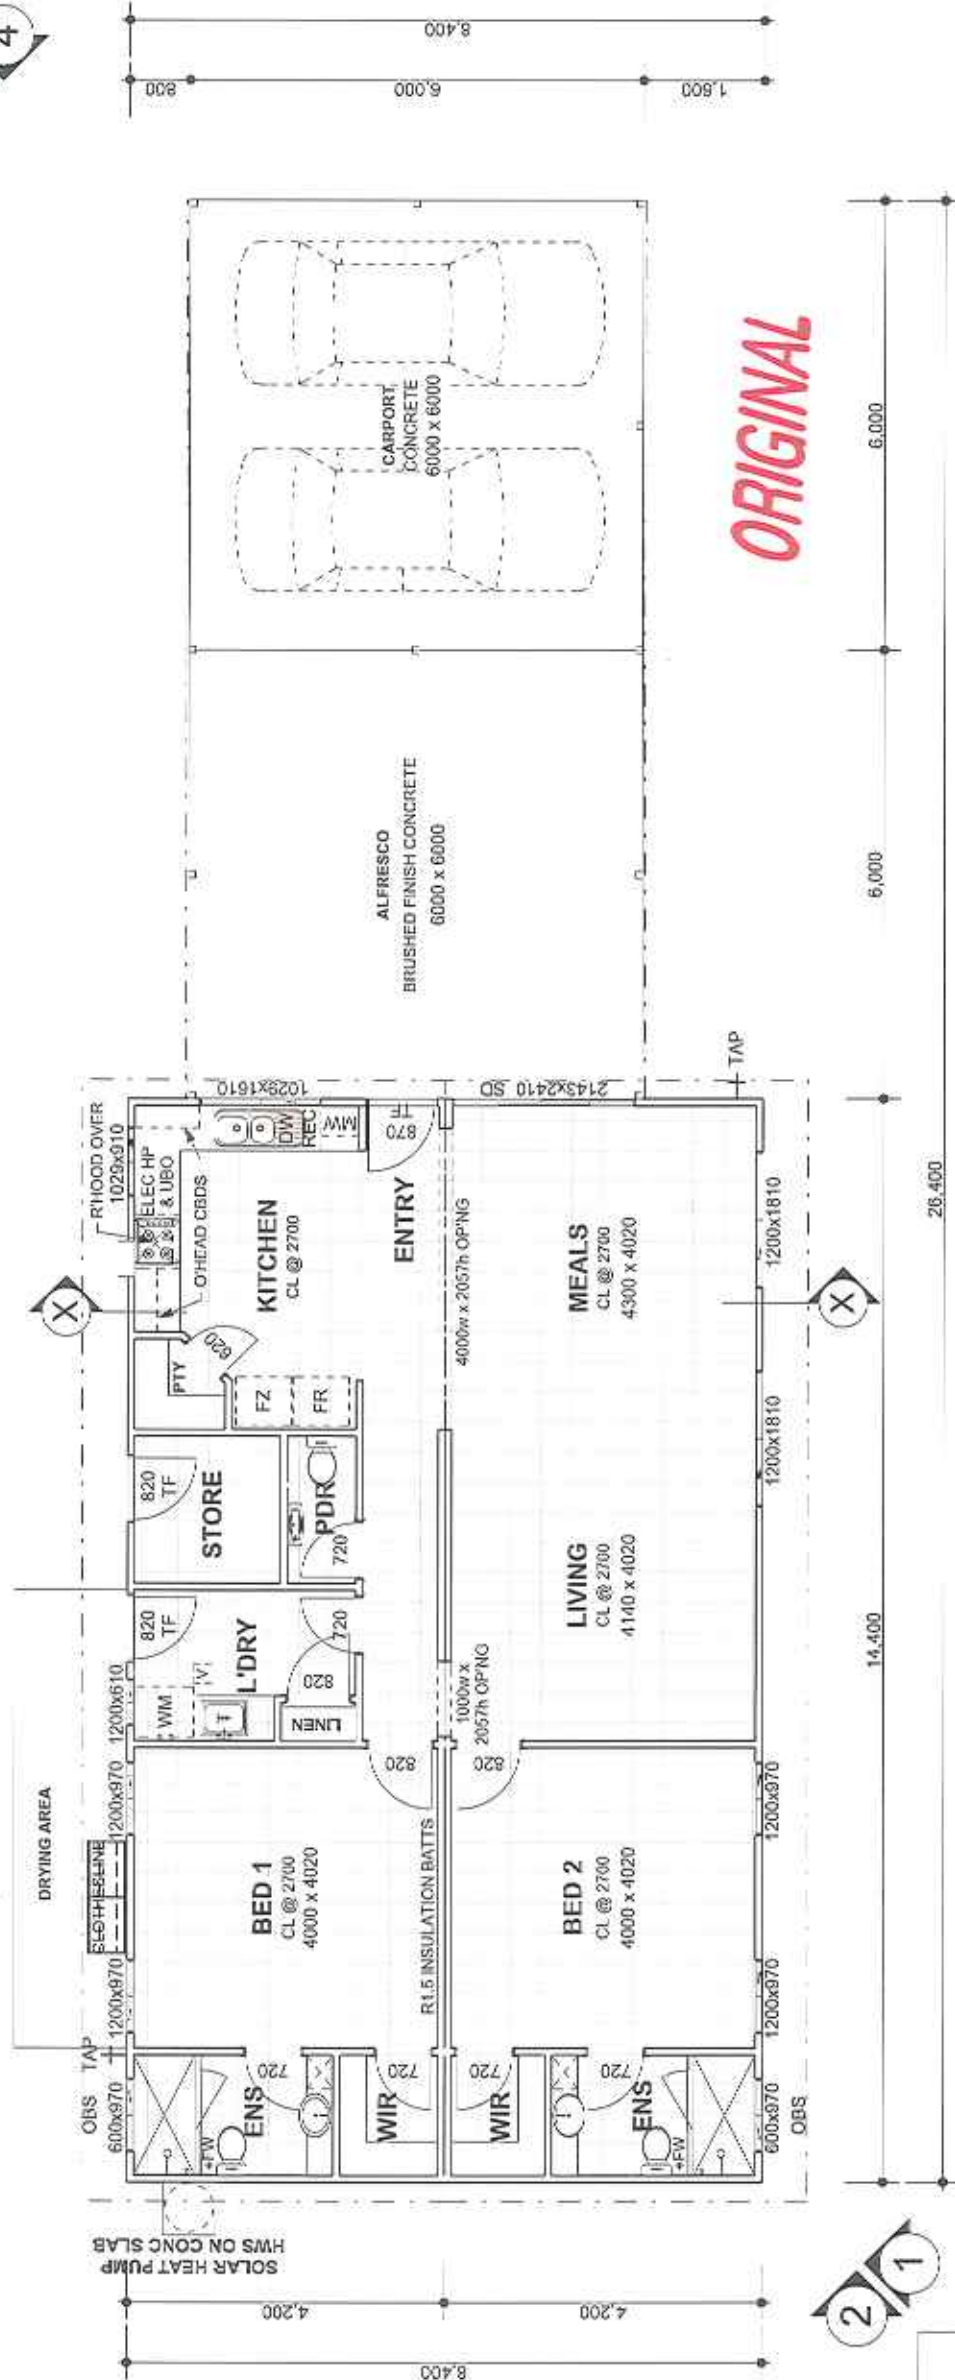 4
8,400
800
6,000
1,600
CARPORT
CONCRETE
6000 x 6000
ORIGINAL
6,000
ALFRESCO
BRUSHED FINISH CONCRETE
6000 x 6000
6,000
26,400
14,400
TAP
1029x1610
2143x2410 SD
R'HOOD OVER
1029x910
ELEC HP
& UBO
O'HEAD CBDS
DW
REC
MW
870
TF
KITCHEN
CL @ 2700
ENTRY
4000w x 2057h OP'NG
MEALS
CL @ 2700
4300 x 4020
1200x1810
X
X
PTY
620
FZ
FR
820
TF
STORE
PDR
720
1200x1810
LIVING
CL @ 2700
4140 x 4020
820
TF
L'DRY
720
820
LINEN
WM
1200x610
1000w x
2057h OP'NG
820
820
DRYING AREA
CLOTHESLINE
1200x970
1200x970
BED 1
CL @ 2700
4000 x 4020
R1.5 INSULATION BATTS
BED 2
CL @ 2700
4000 x 4020
1200x970
1200x970
TAP
OBS
600x970
720
ENS
+FW
720
WIR
720
WIR
720
ENS
+FW
600x970
OBS
SOLAR HEAT PUMP
HWS ON CONC SLAB
4,200
4,200
8,400
2
1